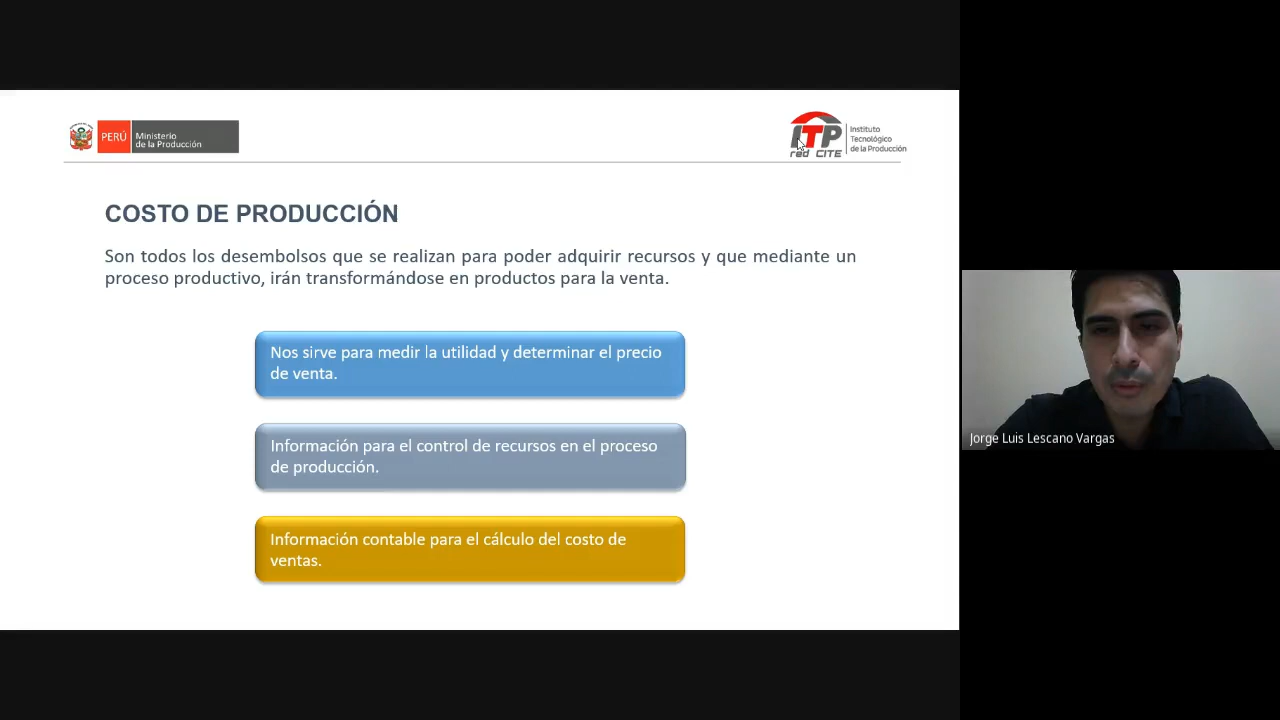 PERÚ
Ministerio
de la Producción
ITP
red CITE
Instituto
Tecnológico
de la Producción
COSTO DE PRODUCCIÓN
Son todos los desembolsos que se realizan para poder adquirir recursos y que mediante un
proceso productivo, irán transformándose en productos para la venta.
Nos sirve para medir la utilidad y determinar el precio
de venta.
Información para el control de recursos en el proceso
de producción.
Información contable para el cálculo del costo de
ventas.
Jorge Luis Lescano Vargas